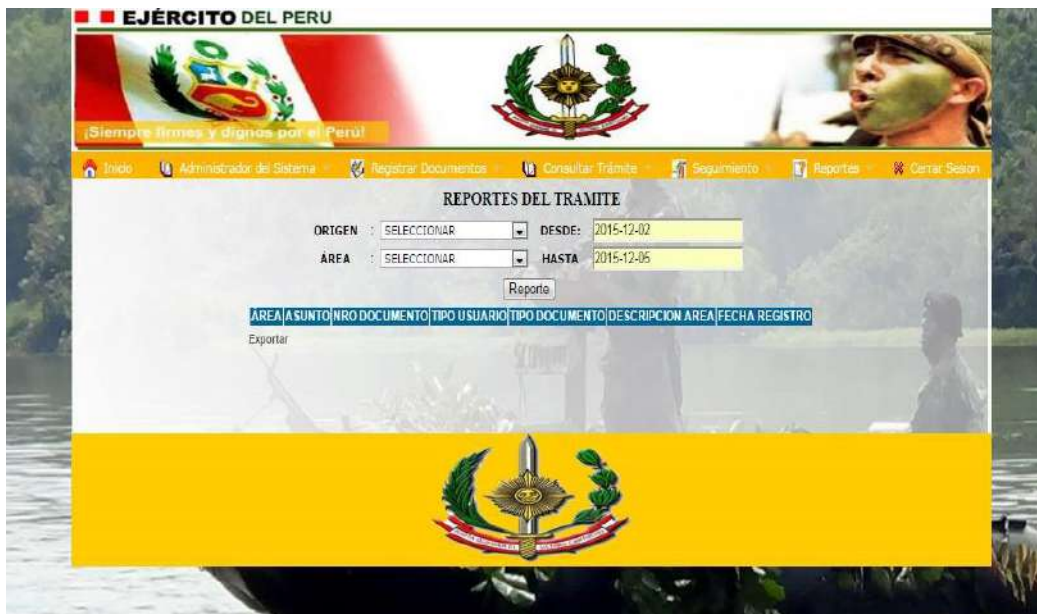 EJÉRCITO DEL PERU
¡Siempre firmes y dignos por el Perú!
Inicio Administrador del Sistema Registrar Documentos Consultar Trámite Seguimiento Reportes Cerrar Sesion
REPORTES DEL TRAMITE
ORIGEN : SELECCIONAR DESDE: 2015-12-02
ÁREA : SELECCIONAR HASTA 2015-12-05
Reporte
ÁREA ASUNTO NRO DOCUMENTO TIPO USUARIO TIPO DOCUMENTO DESCRIPCION AREA FECHA REGISTRO
Exportar